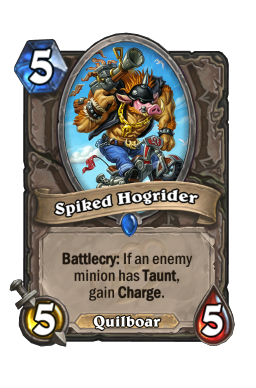 5
Spiked Hogrider
Battlecry: If an enemy
minion has Taunt,
gain Charge.
5
Quilboar
5